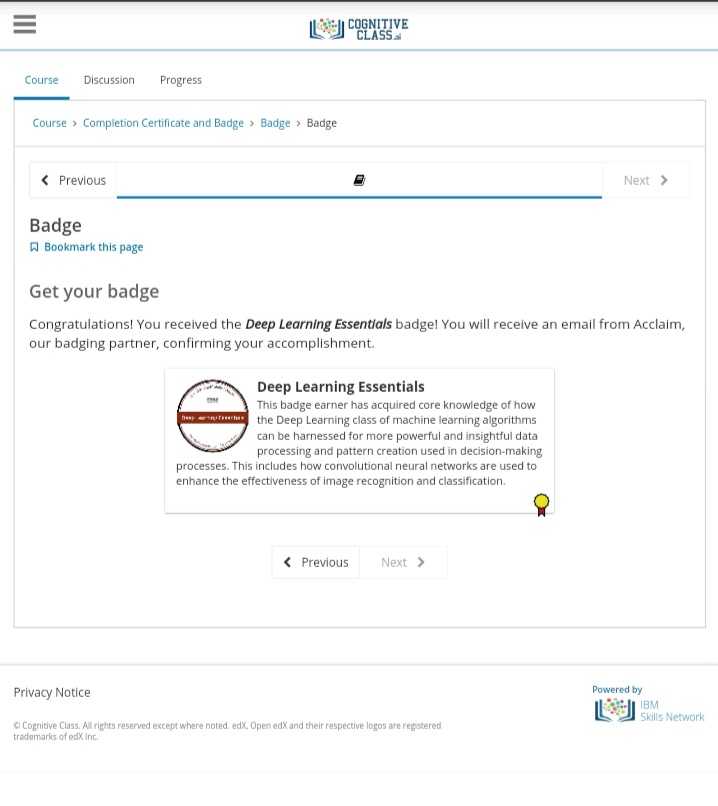 COGNITIVE
CLASS.ai
Course Discussion Progress
Course > Completion Certificate and Badge > Badge > Badge
Previous
Next
Badge
Bookmark this page
Get your badge
Congratulations! You received the Deep Learning Essentials badge! You will receive an email from Acclaim,
our badging partner, confirming your accomplishment.
IBM
Deep Learning Essentials
Deep Learning Essentials
This badge earner has acquired core knowledge of how
the Deep Learning class of machine learning algorithms
can be harnessed for more powerful and insightful data
processing and pattern creation used in decision-making
processes. This includes how convolutional neural networks are used to
enhance the effectiveness of image recognition and classification.
Previous Next
Privacy Notice
Powered by
IBM
Skills Network
© Cognitive Class. All rights reserved except where noted. edX, Open edX and their respective logos are registered
trademarks of edX Inc.